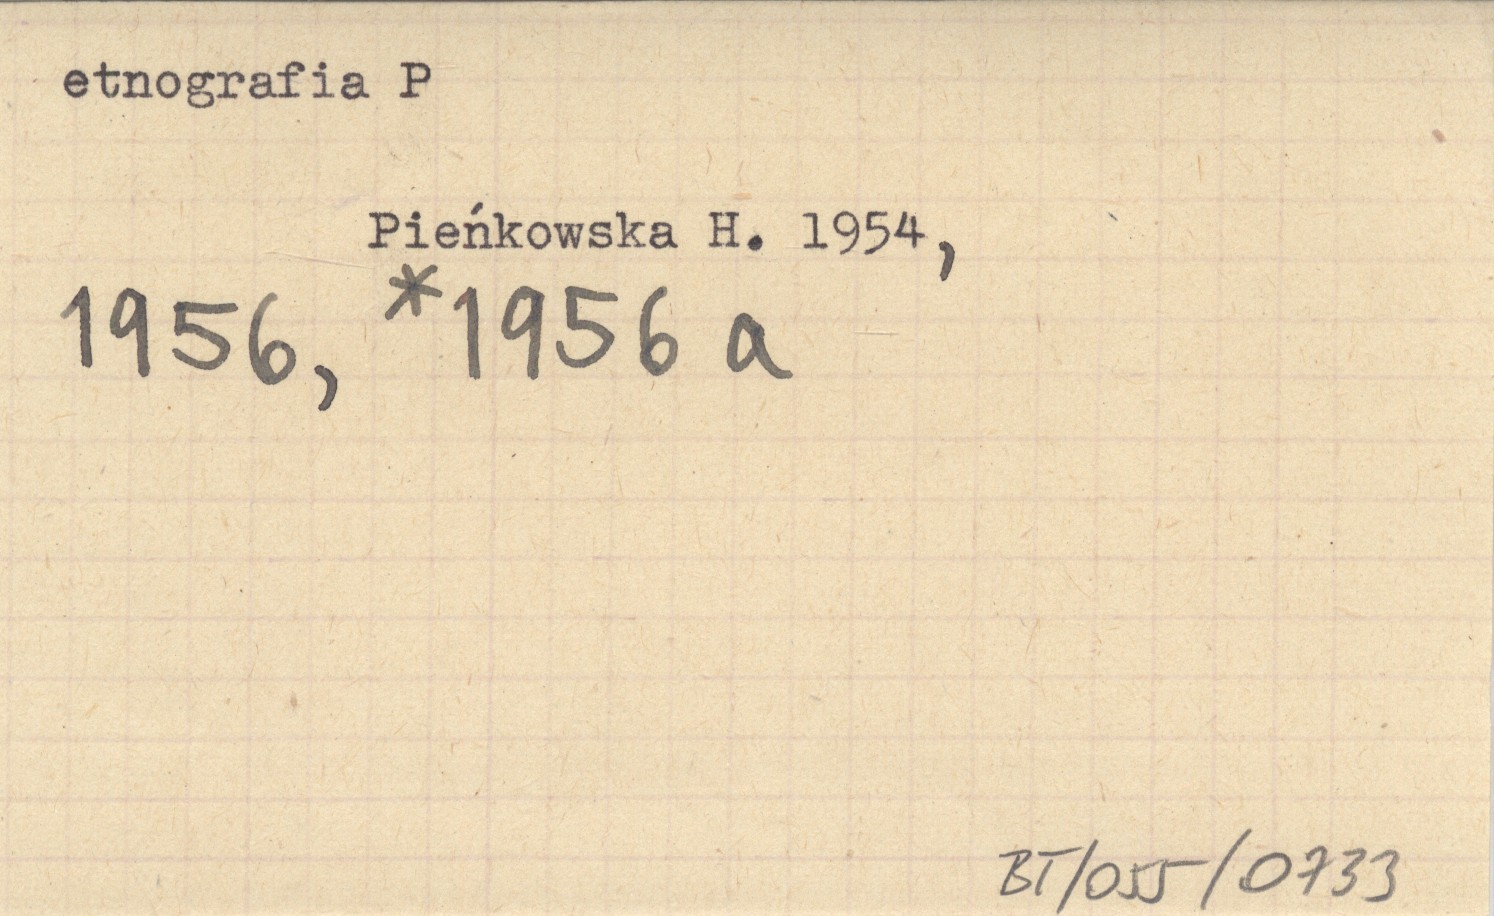 etnografia P
Pieńkowska H. 1954,
1956, *1956 a
BT/055/0733